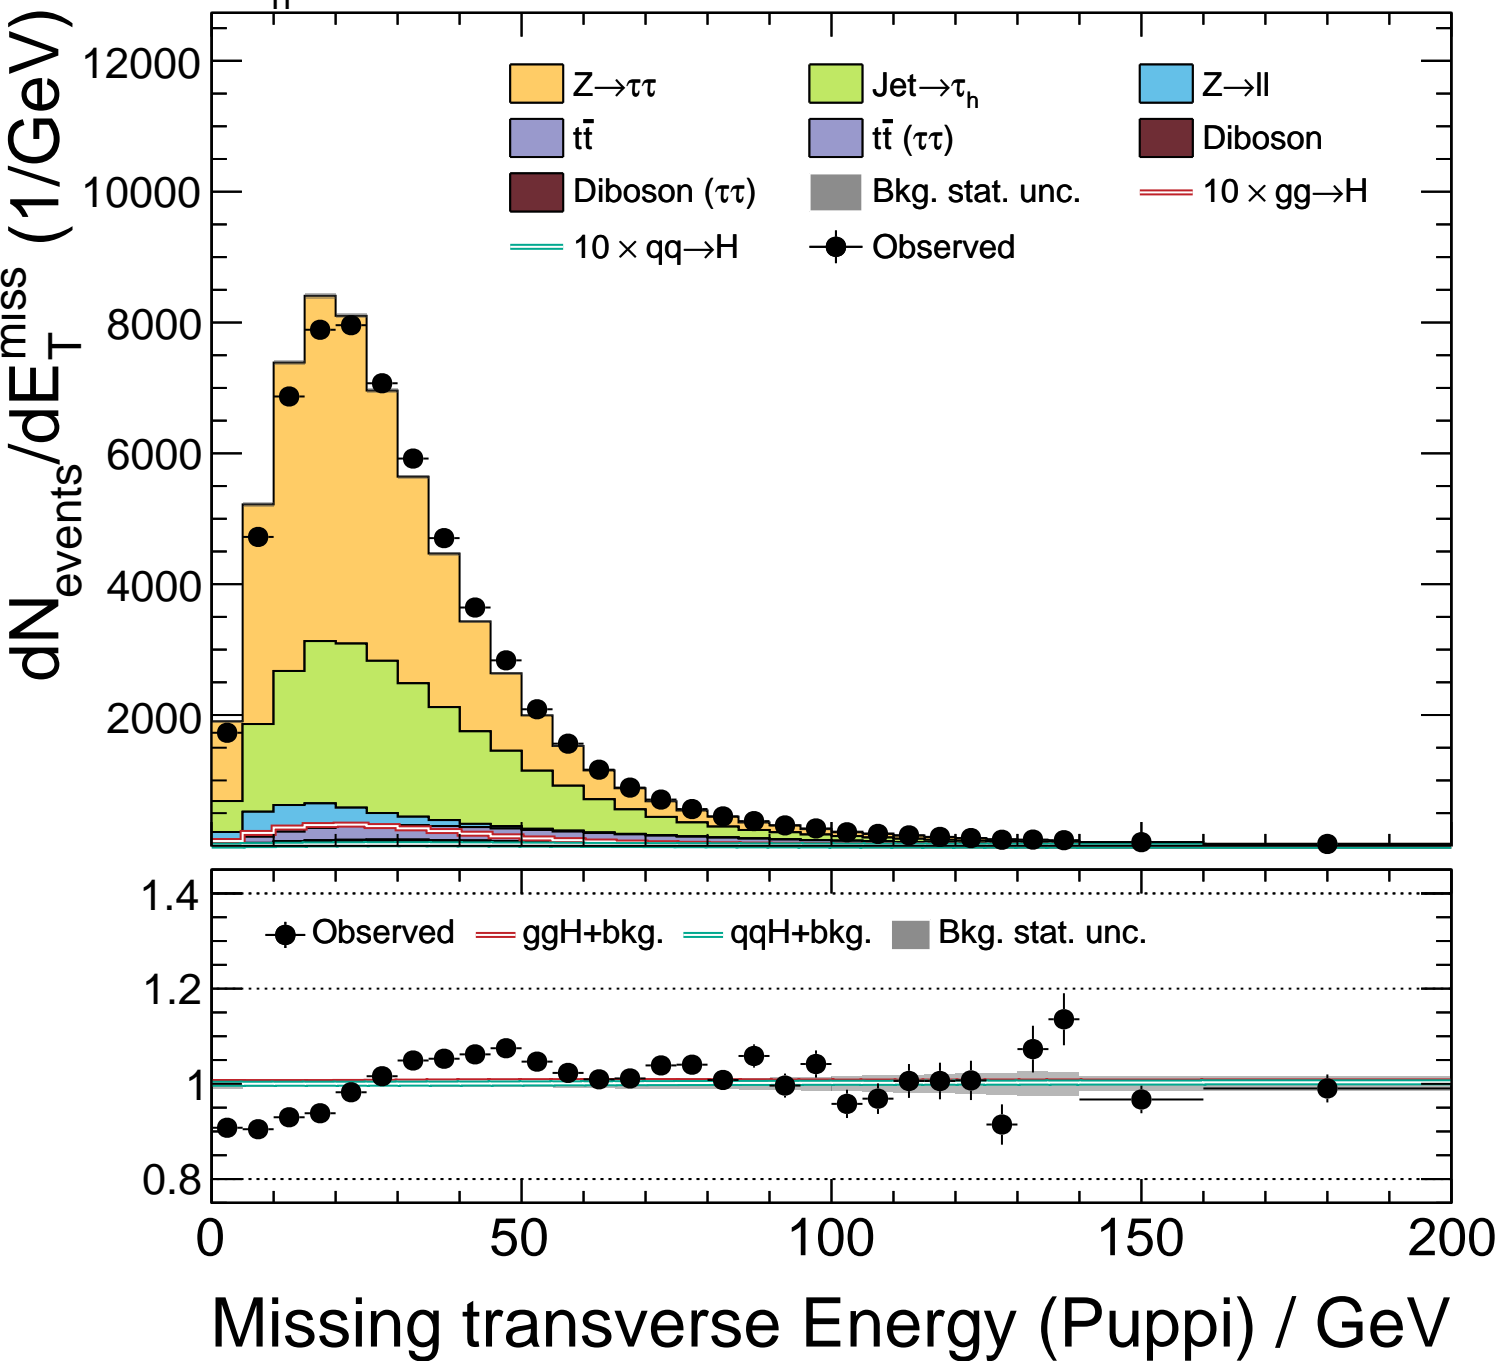 dN_events/dE_T^miss (1/GeV)
12000
10000
8000
6000
4000
2000
Z→ττ Jet→τ_h Z→ll
tt̄ tt̄ (ττ) Diboson
Diboson (ττ) Bkg. stat. unc. 10 × gg→H
10 × qq→H Observed
1.4
1.2
1
0.8
Observed ggH+bkg. qqH+bkg. Bkg. stat. unc.
0 50 100 150 200
Missing transverse Energy (Puppi) / GeV